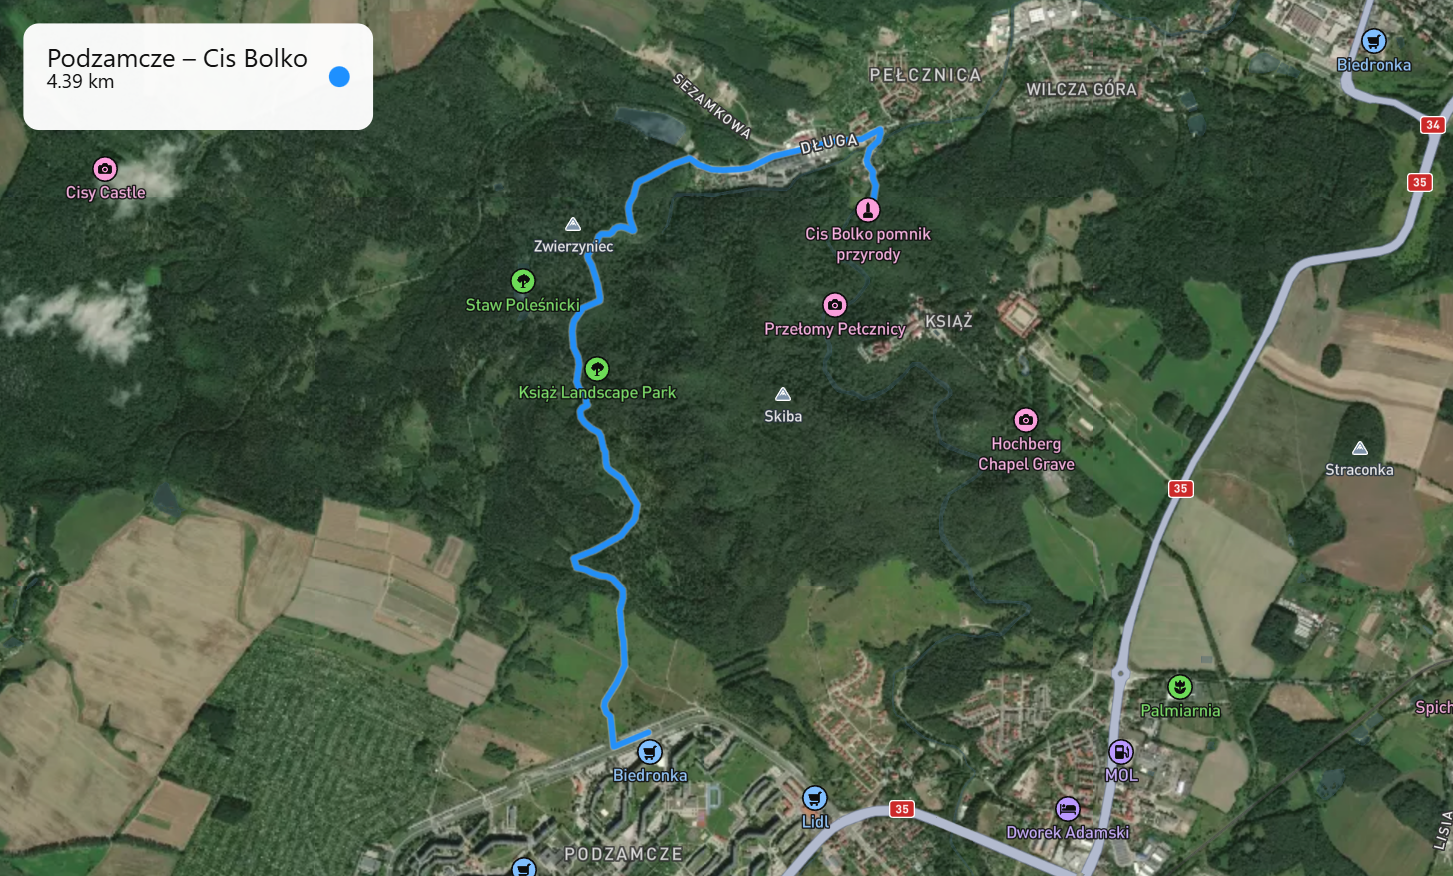 Podzamcze – Cis Bolko
4.39 km
PEŁCZNICA
SEZAMKOWA
WILCZA GÓRA
Biedronka
34
DŁUGA
35
Cisy Castle
Zwierzyniec
Cis Bolko pomnik
przyrody
Staw Poleśnicki
Przełomy Pełcznicy
KSIĄŻ
Książ Landscape Park
Skiba
Hochberg
Chapel Grave
Straconka
35
Palmiarnia
Spich
Biedronka
MOL
Lidl
35
Dworek Adamski
LISIA
PODZAMCZE